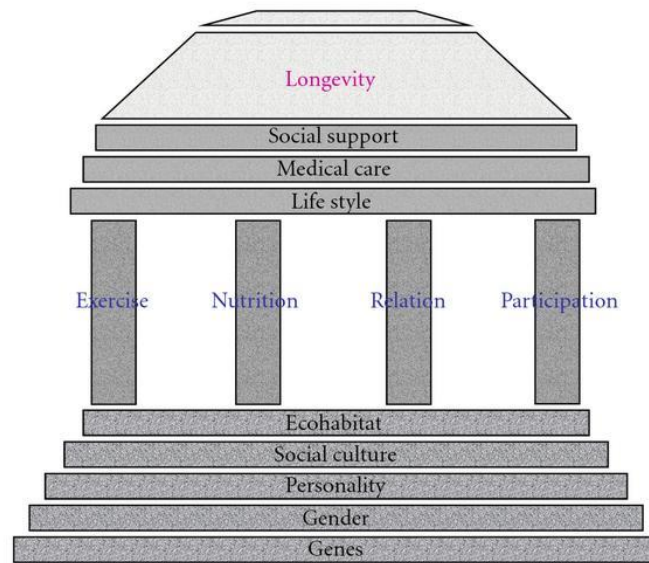 Longevity
Social support
Medical care
Life style
Exercise Nutrition Relation Participation
Ecohabitat
Social culture
Personality
Gender
Genes